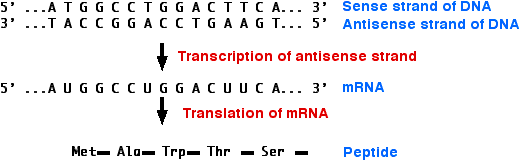 5' ...A T G G C C T G G A C T T C A... 3' Sense strand of DNA
3' ...T A C C G G A C C T G A A G T... 5' Antisense strand of DNA
Transcription of antisense strand
5' ...A U G G C C U G G A C U U C A... 3' mRNA
Translation of mRNA
Met— Ala— Trp— Thr — Ser — Peptide